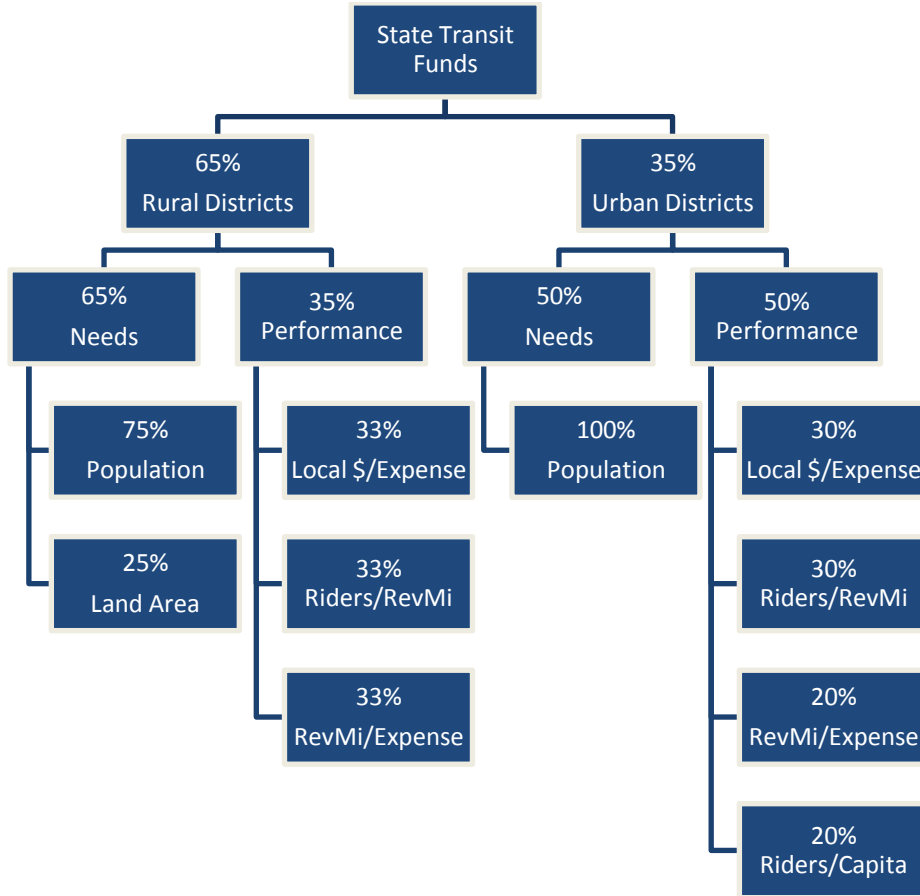 State Transit
Funds
65%
Rural Districts
35%
Urban Districts
65%
Needs
35%
Performance
50%
Needs
50%
Performance
75%
Population
33%
Local $/Expense
100%
Population
30%
Local $/Expense
25%
Land Area
33%
Riders/RevMi
30%
Riders/RevMi
33%
RevMi/Expense
20%
RevMi/Expense
20%
Riders/Capita